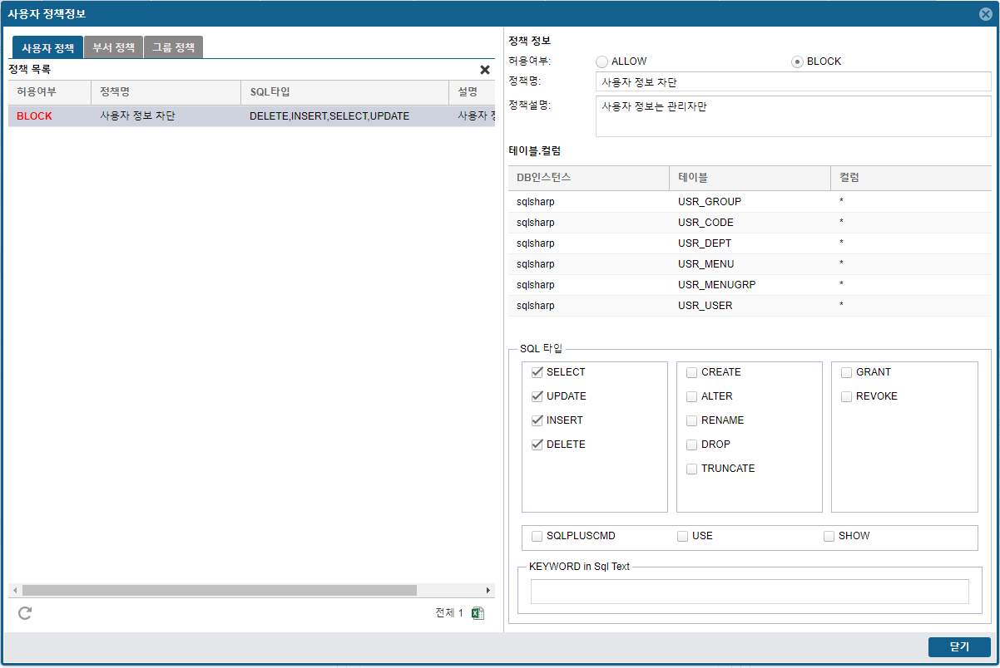 사용자 정책정보
사용자 정책 부서 정책 그룹 정책
정책 목록
허용여부 정책명 SQL타입 설명
BLOCK 사용자 정보 차단 DELETE,INSERT,SELECT,UPDATE 사용자
전체 1
정책 정보
허용여부: ALLOW BLOCK
정책명: 사용자 정보 차단
정책설명: 사용자 정보는 관리자만
테이블.컬럼
DB인스턴스 테이블 컬럼
sqlsharp USR_GROUP *
sqlsharp USR_CODE *
sqlsharp USR_DEPT *
sqlsharp USR_MENU *
sqlsharp USR_MENUGRP *
sqlsharp USR_USER *
SQL 타입
SELECT CREATE GRANT
UPDATE ALTER REVOKE
INSERT RENAME
DELETE DROP
TRUNCATE
SQLPLUSCMD USE SHOW
KEYWORD in Sql Text
닫기